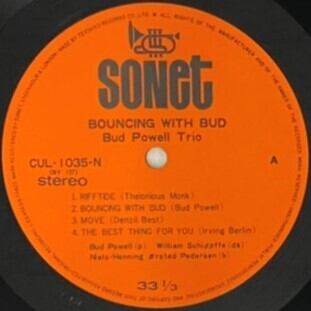 SONET
BOUNCING WITH BUD
Bud Powell Trio
CUL-1035-N
A
stereo
1. RIFFTIDE (Thelonious Monk)
2. BOUNCING WITH BUD (Bud Powell)
3. MOVE (Denzil Best)
4. THE BEST THING FOR YOU (Irving Berlin)
Bud Powell(p) William Schiøpffe(ds)
Niels-Henning Ørsted Pedersen(b)
33 1/3